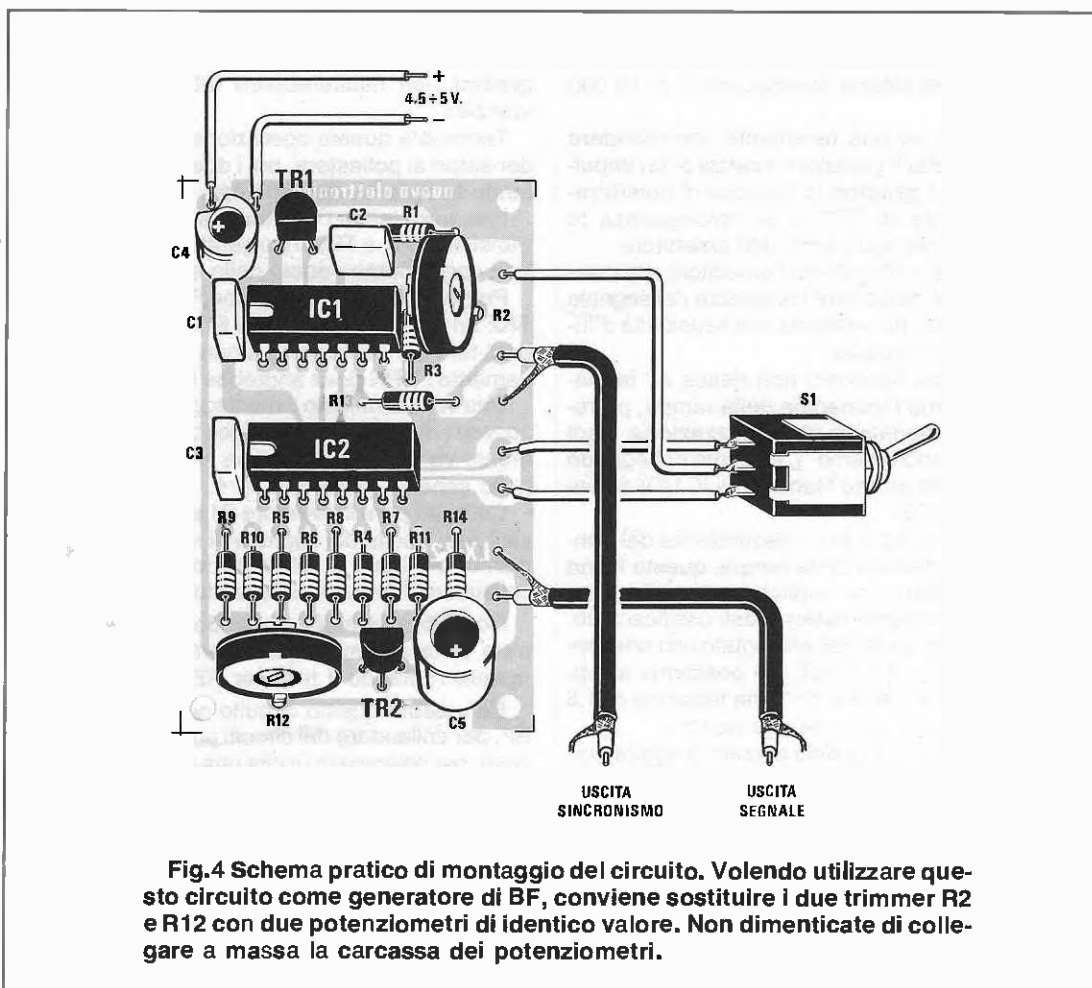 +
4,5÷5 V.
−
nuova elettronica
TR1
C2
R1
C4
+
C1
IC1
R2
R3
R13
S1
C3
IC2
R9
R5
R8
R7
R14
R10
R6
R4
R11
+
R12
TR2
C5
USCITA
SINCRONISMO
USCITA
SEGNALE
Fig.4 Schema pratico di montaggio del circuito. Volendo utilizzare que-
sto circuito come generatore di BF, conviene sostituire i due trimmer R2
e R12 con due potenziometri di identico valore. Non dimenticate di colle-
gare a massa la carcassa dei potenziometri.